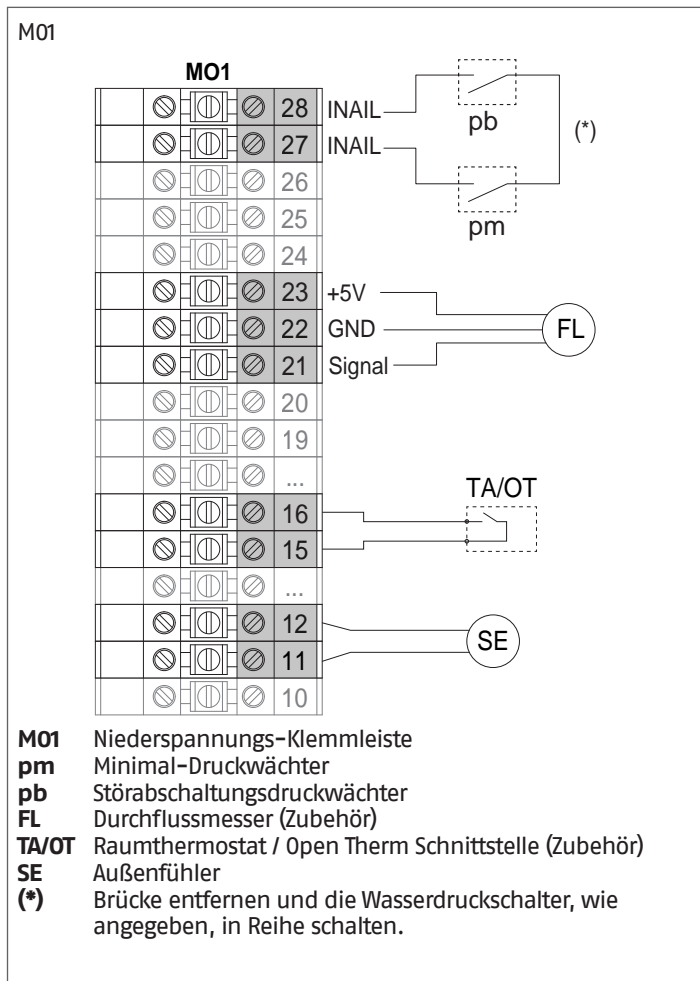 M01
MO1
28 INAIL
pb
27 INAIL
(*)
26
pm
25
24
23 +5V
22 GND
FL
21 Signal
20
19
...
TA/OT
16
15
...
12
SE
11
10
M01 Niederspannungs-Klemmleiste
pm Minimal-Druckwächter
pb Störabschaltungsdruckwächter
FL Durchflussmesser (Zubehör)
TA/OT Raumthermostat / Open Therm Schnittstelle (Zubehör)
SE Außenfühler
(*) Brücke entfernen und die Wasserdruckschalter, wie
angegeben, in Reihe schalten.